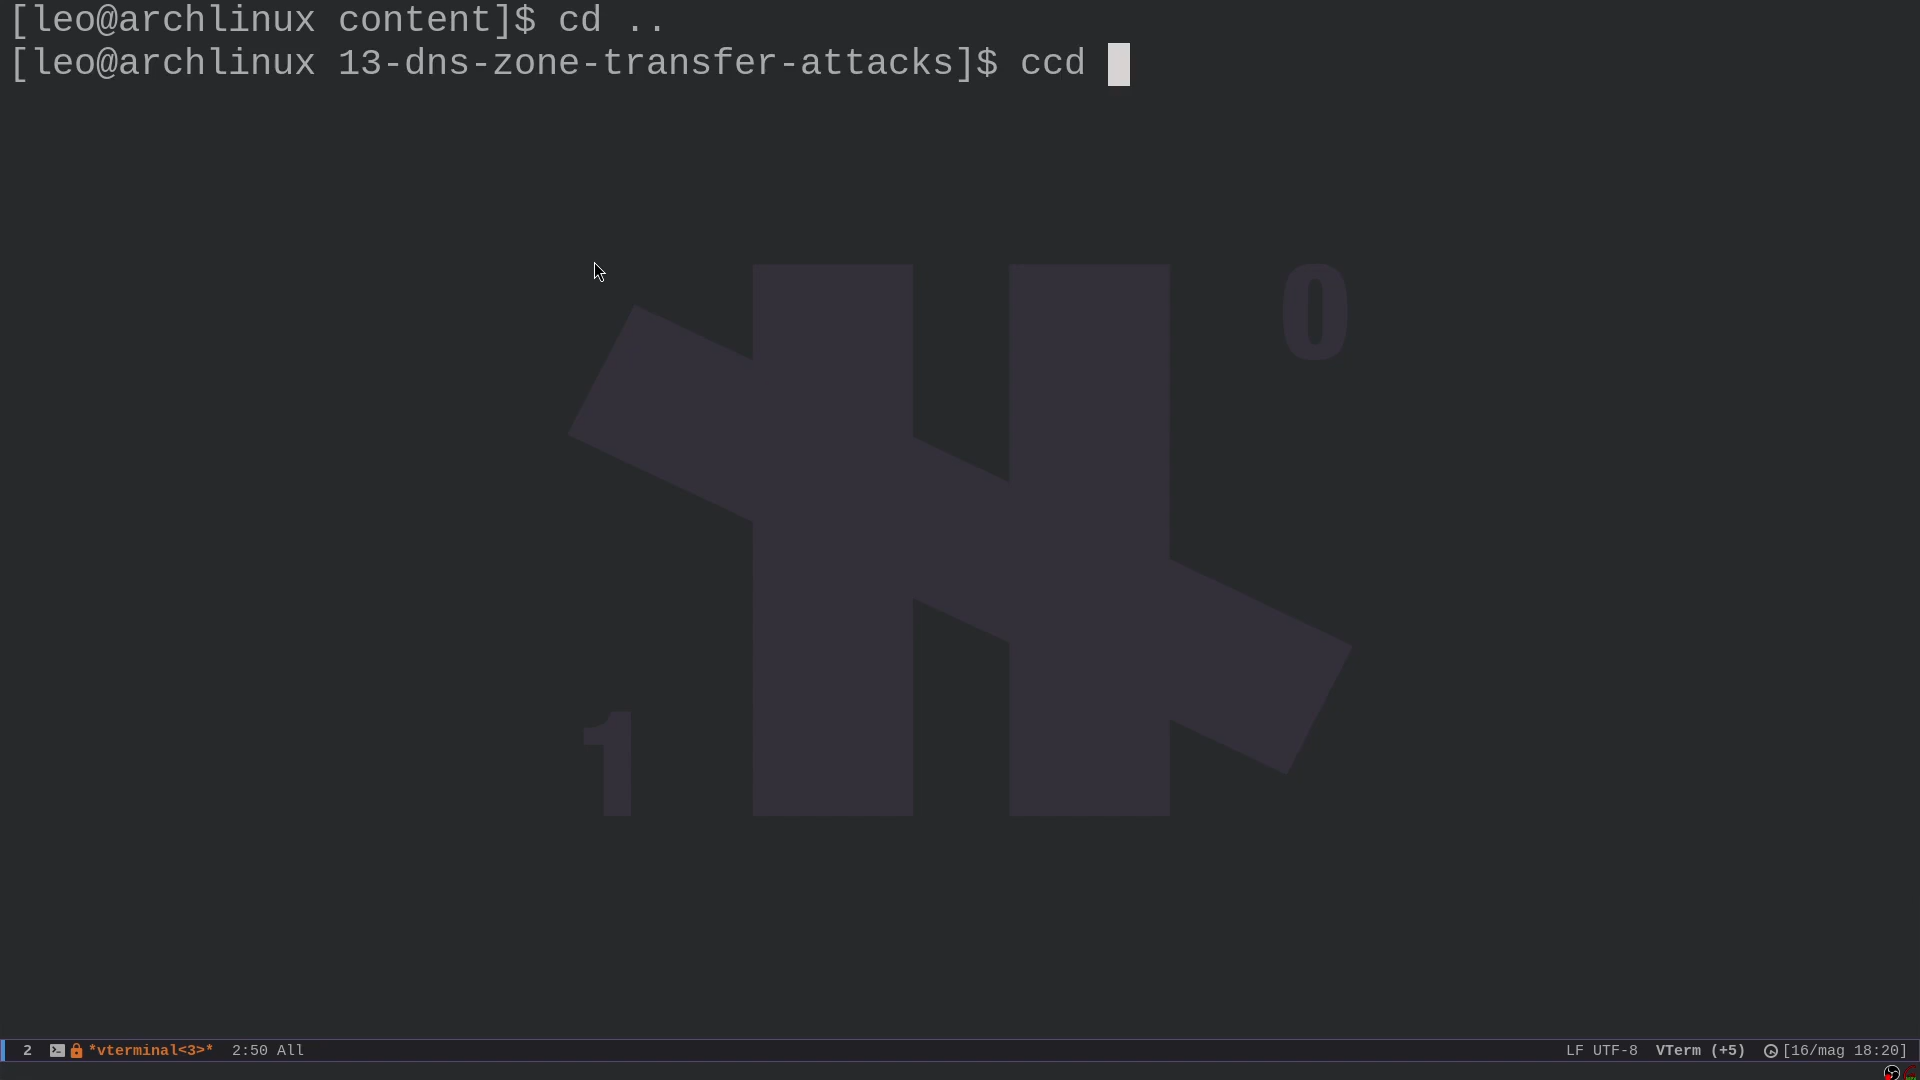 [leo@archlinux content]$ cd ..
[leo@archlinux 13-dns-zone-transfer-attacks]$ ccd
0
1
2 *vterminal<3>* 2:50 All LF UTF-8 VTerm (+5) [16/mag 18:20]